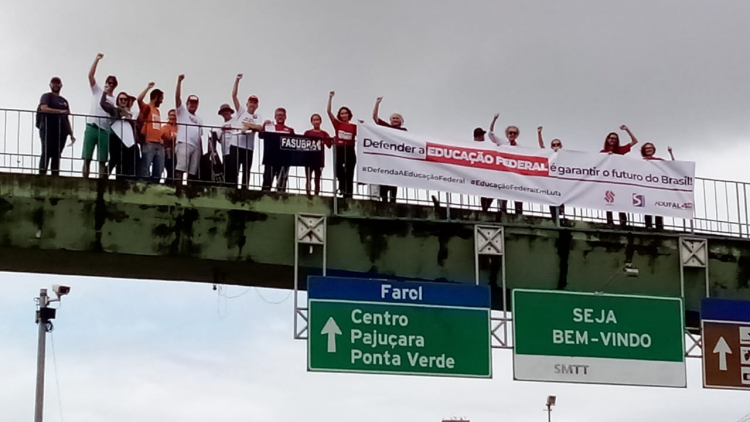 FASUBRA
Defender a EDUCAÇÃO FEDERAL é garantir o futuro do Brasil!
#DefendaAEducaçãoFederal #EducaçãoFederalEmLuta
ADUFAL
Farol
Centro
Pajuçara
Ponta Verde
SEJA
BEM-VINDO
SMTT